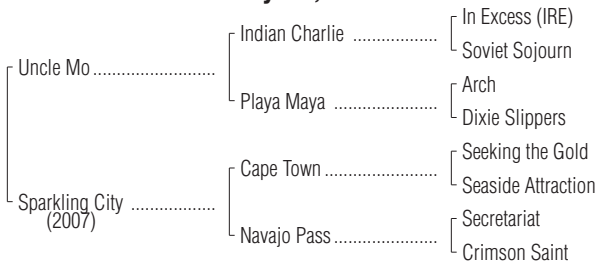 In Excess (IRE)
Indian Charlie ..................
Soviet Sojourn
Uncle Mo .........................
Arch
Playa Maya ......................
Dixie Slippers
Seeking the Gold
Cape Town .......................
Seaside Attraction
Sparkling City .................
(2007)
Secretariat
Navajo Pass .....................
Crimson Saint